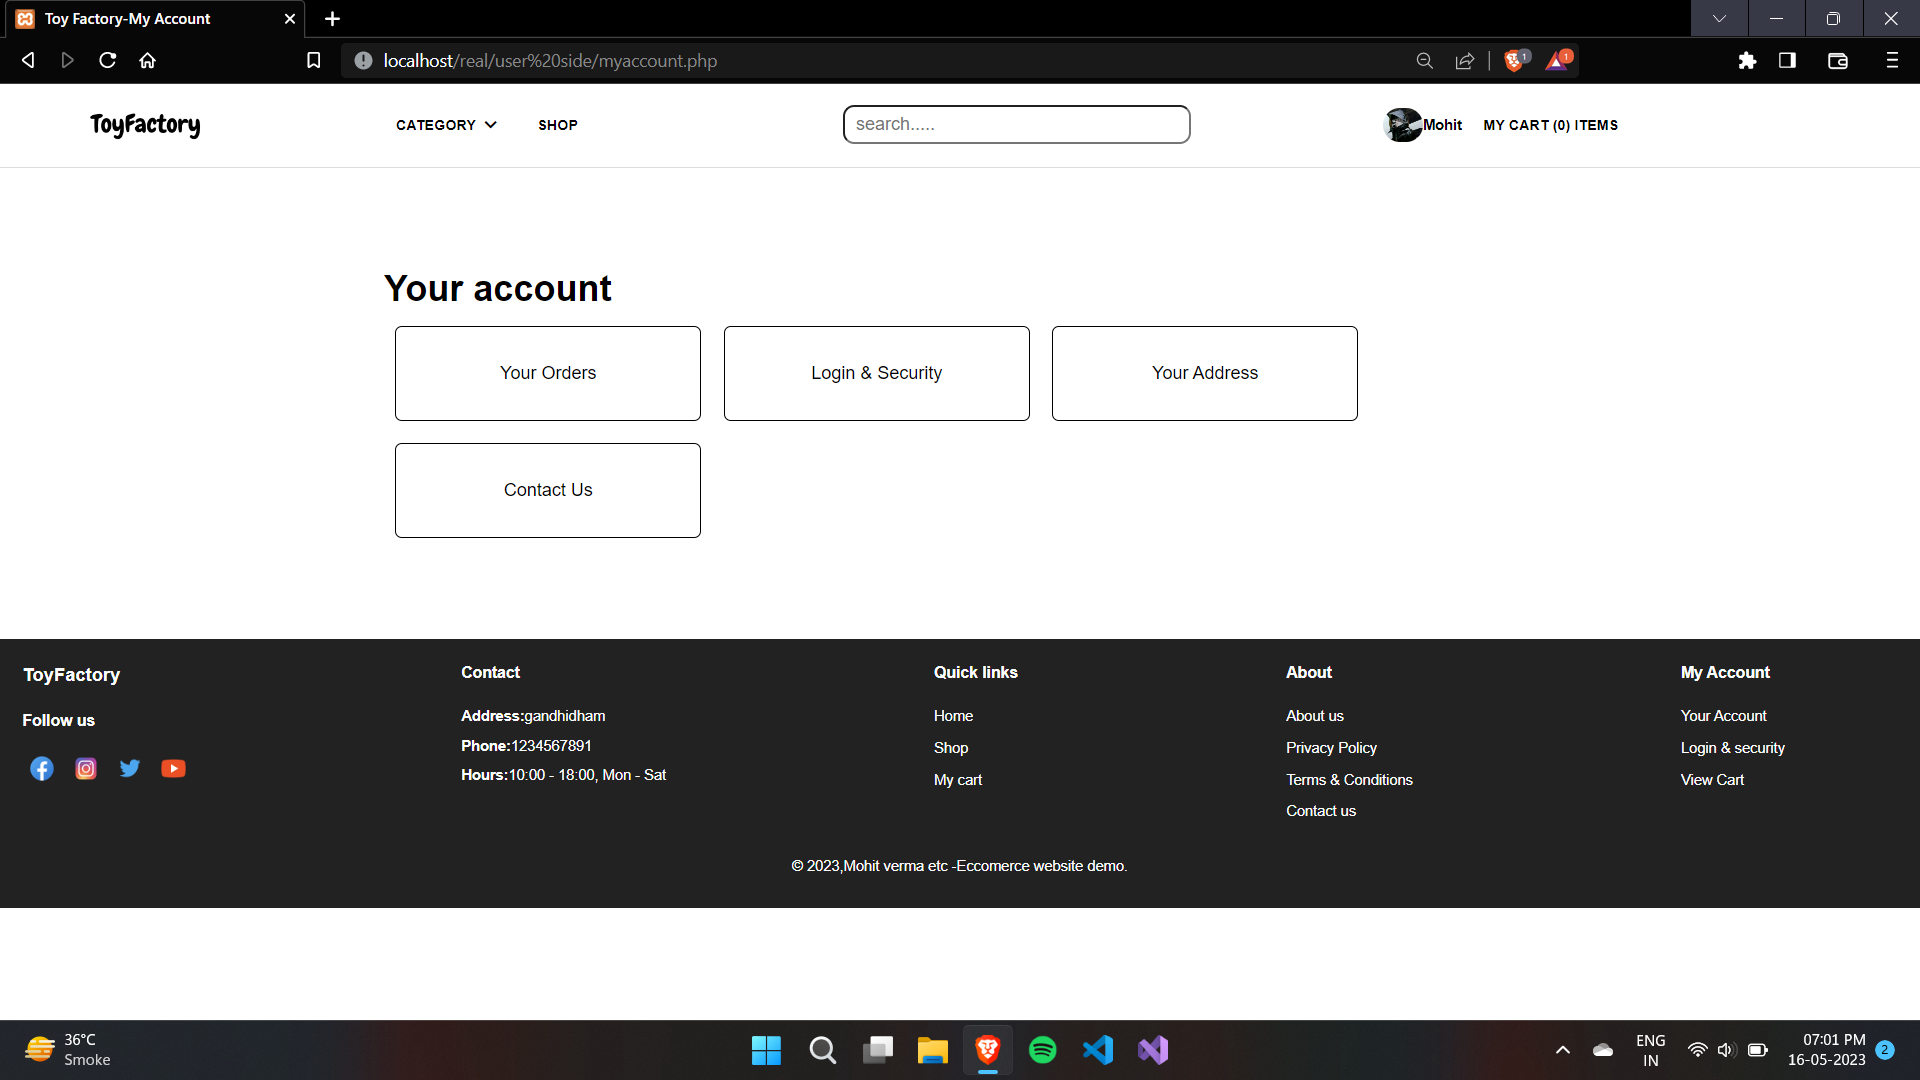 Toy Factory-My Account
localhost/real/user%20side/myaccount.php
1
1
ToyFactory
CATEGORY
SHOP
search.....
Mohit
MY CART (0) ITEMS
Your account
Your Orders
Login & Security
Your Address
Contact Us
ToyFactory
Follow us
Contact
Address:gandhidham
Phone:1234567891
Hours:10:00 - 18:00, Mon - Sat
Quick links
Home
Shop
My cart
About
About us
Privacy Policy
Terms & Conditions
Contact us
My Account
Your Account
Login & security
View Cart
© 2023,Mohit verma etc -Eccomerce website demo.
36°C
Smoke
ENG
IN
07:01 PM
16-05-2023
2